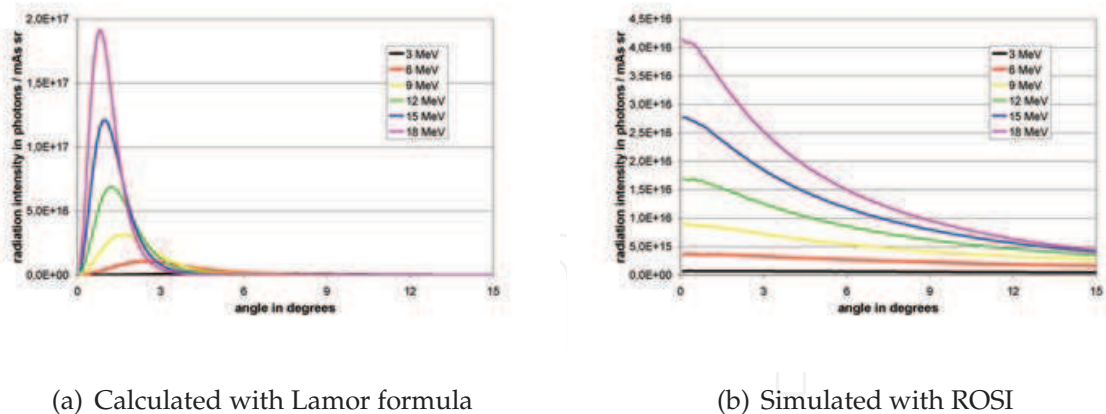 radiation intensity in photons / mAs sr
2,0E+17
1,5E+17
1,0E+17
5,0E+16
0,0E+00
0
3
6
9
12
15
angle in degrees
3 MeV
6 MeV
9 MeV
12 MeV
15 MeV
18 MeV
(a) Calculated with Lamor formula
radiation intensity in photons / mAs sr
4,5E+16
4,0E+16
3,5E+16
3,0E+16
2,5E+16
2,0E+16
1,5E+16
1,0E+16
5,0E+15
0,0E+00
0
3
6
9
12
15
angle in degrees
3 MeV
6 MeV
9 MeV
12 MeV
15 MeV
18 MeV
(b) Simulated with ROSI